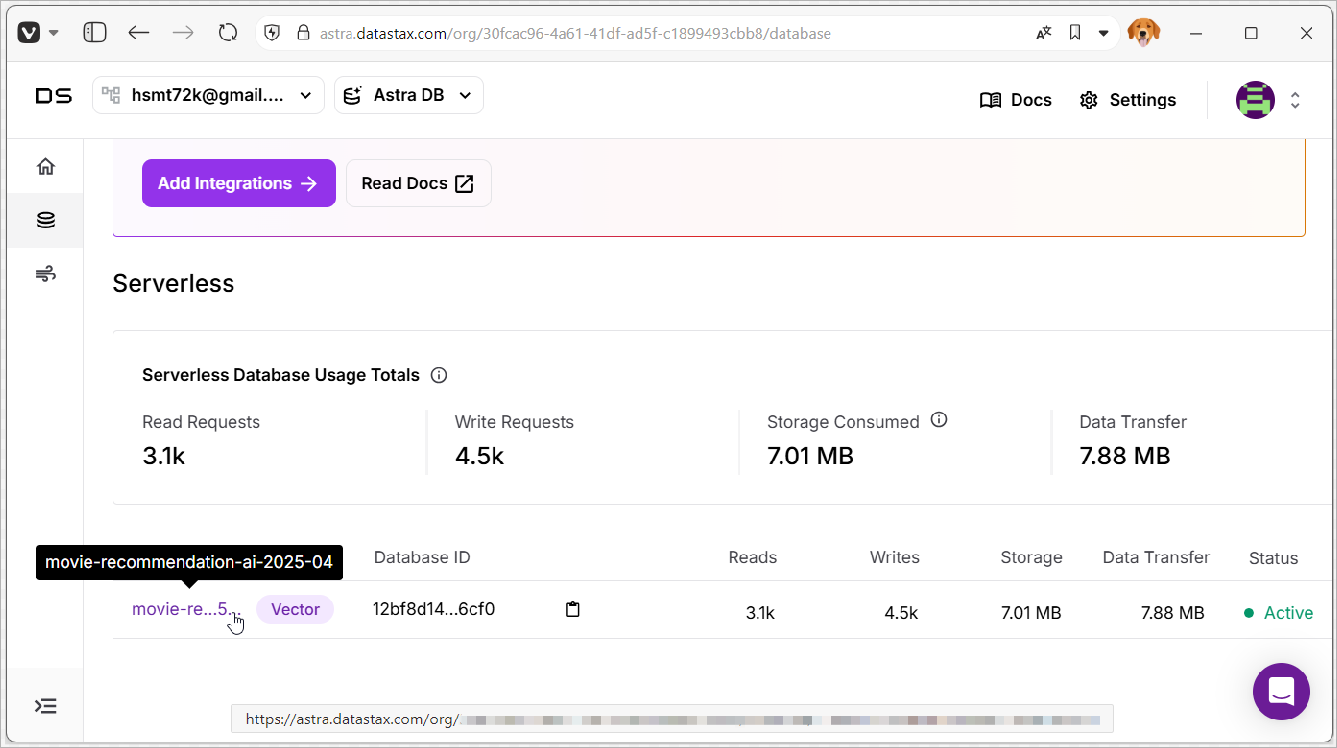 astra.datastax.com/org/30fcac96-4a61-41df-ad5f-c1899493cbb8/database
DS hsmt72k@gmail.... Astra DB Docs Settings
Add Integrations Read Docs
Serverless
Serverless Database Usage Totals
Read Requests Write Requests Storage Consumed Data Transfer
3.1k 4.5k 7.01 MB 7.88 MB
movie-recommendation-ai-2025-04 Database ID Reads Writes Storage Data Transfer Status
movie-re...5... Vector 12bf8d14...6cf0 3.1k 4.5k 7.01 MB 7.88 MB Active
https://astra.datastax.com/org/